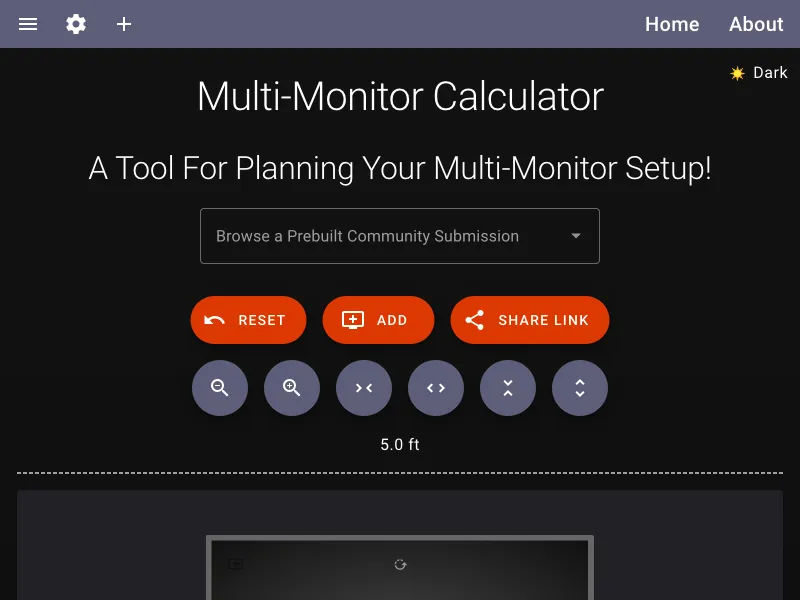 Home About
Dark
Multi-Monitor Calculator
A Tool For Planning Your Multi-Monitor Setup!
Browse a Prebuilt Community Submission
RESET ADD SHARE LINK
5.0 ft